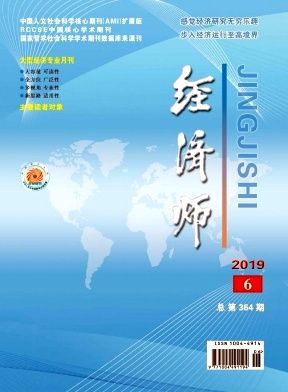 中国人文社会科学核心期刊(AMI)扩展版
RCCSE中国核心学术期刊
国家哲学社会科学学术期刊数据库来源刊
感觉经济研究无穷乐趣
步入经济运行至高境界
大型经济专业月刊
主要读者对象
JINGJISHI
经济师
2019
6
总第364期
ISSN 1004-4914
06
9771004491194